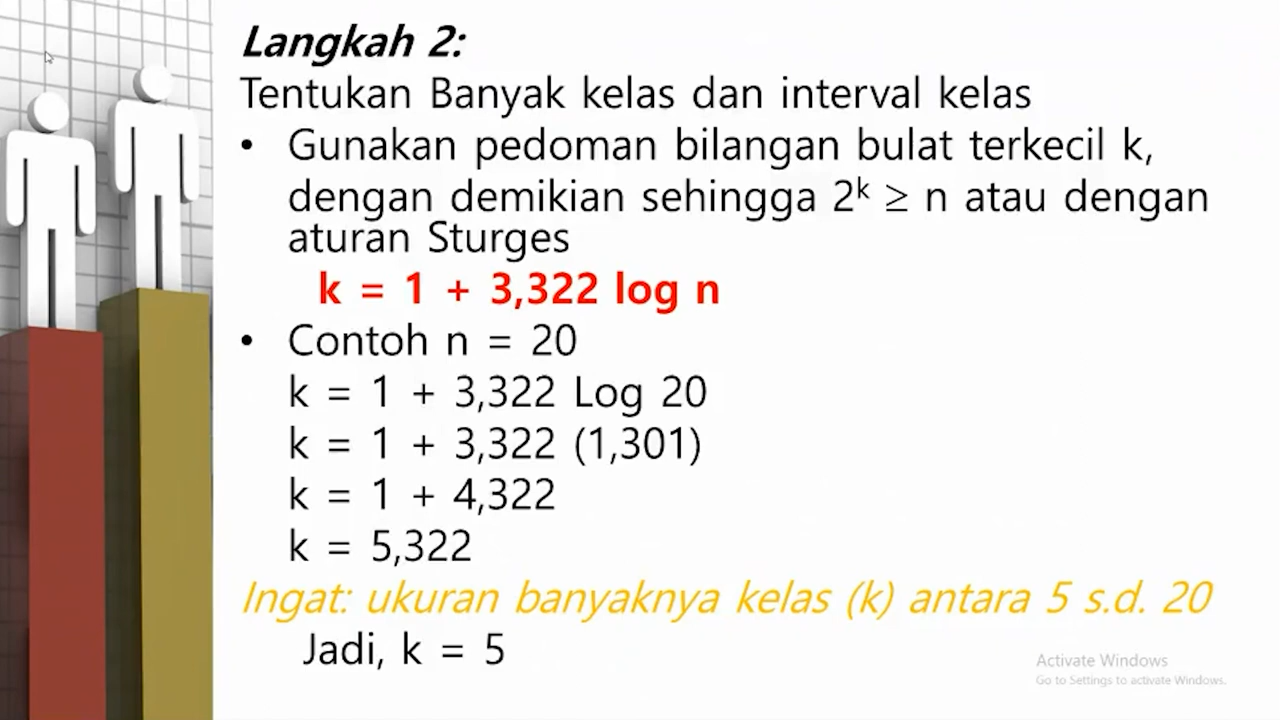 Langkah 2:
Tentukan Banyak kelas dan interval kelas
• Gunakan pedoman bilangan bulat terkecil k,
dengan demikian sehingga 2ᵏ ≥ n atau dengan
aturan Sturges
k = 1 + 3,322 log n
• Contoh n = 20
k = 1 + 3,322 Log 20
k = 1 + 3,322 (1,301)
k = 1 + 4,322
k = 5,322
Ingat: ukuran banyaknya kelas (k) antara 5 s.d. 20
Jadi, k = 5
Activate Windows
Go to Settings to activate Windows.